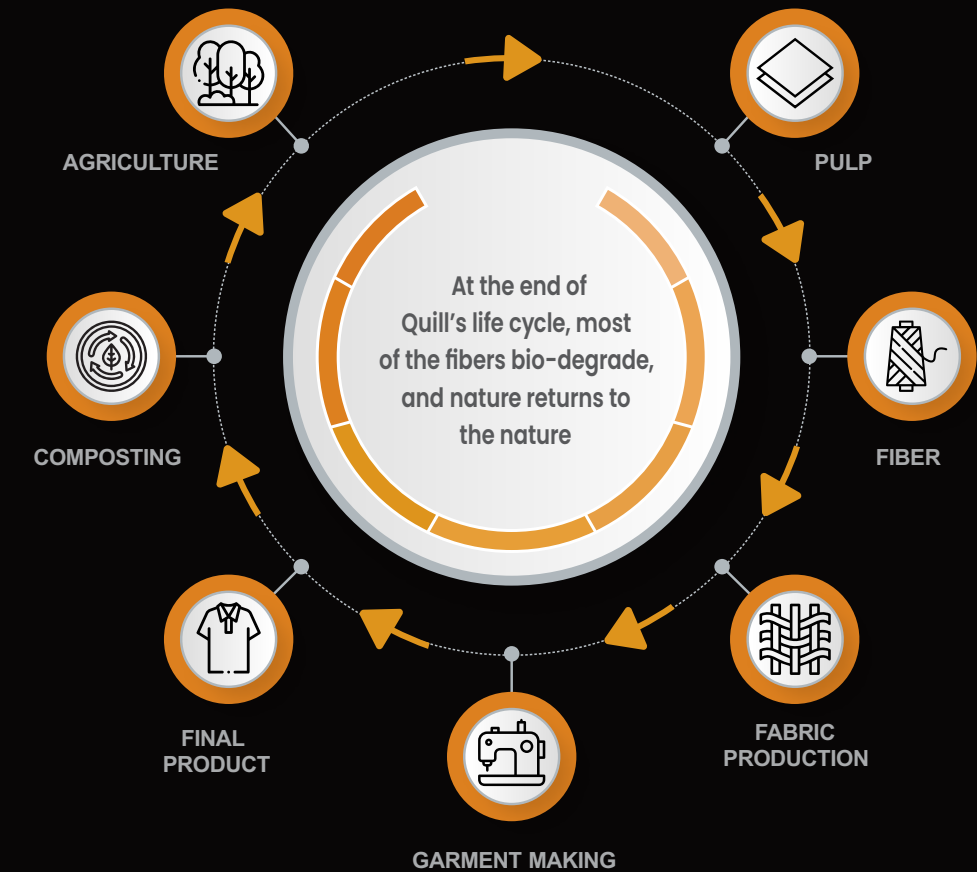 AGRICULTURE
PULP
At the end of
Quill’s life cycle, most
of the fibers bio-degrade,
and nature returns to
the nature
COMPOSTING
FIBER
FINAL
PRODUCT
FABRIC
PRODUCTION
GARMENT MAKING